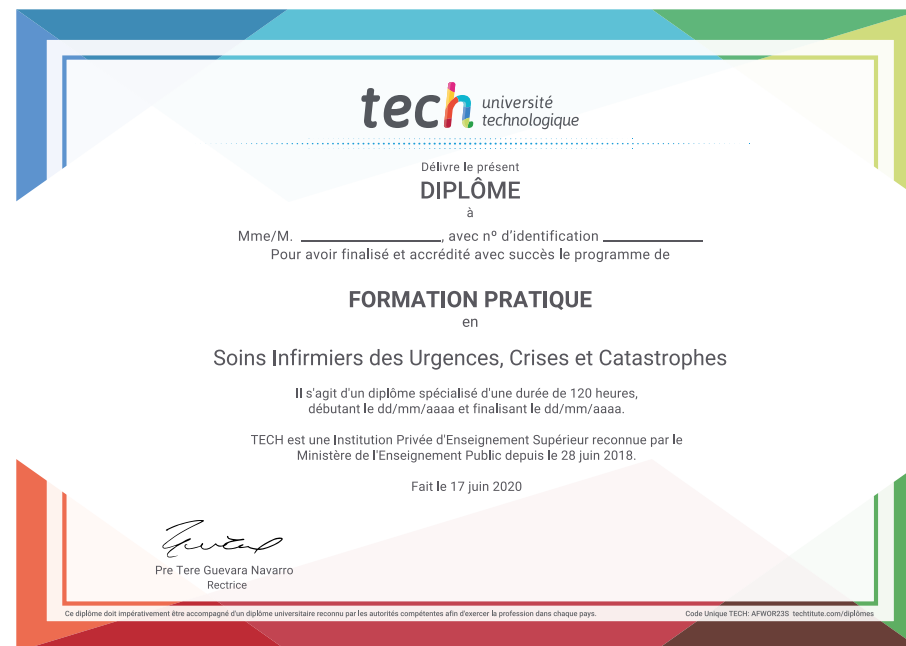 tech université
technologique
Délivre le présent
DIPLÔME
à
Mme/M. ____________________, avec nº d'identification ______________
Pour avoir finalisé et accrédité avec succès le programme de
FORMATION PRATIQUE
en
Soins Infirmiers des Urgences, Crises et Catastrophes
Il s'agit d'un diplôme spécialisé d'une durée de 120 heures,
débutant le dd/mm/aaaa et finalisant le dd/mm/aaaa.
TECH est une Institution Privée d'Enseignement Supérieur reconnue par le
Ministère de l'Enseignement Public depuis le 28 juin 2018.
Fait le 17 juin 2020
Pre Tere Guevara Navarro
Rectrice
Ce diplôme doit impérativement être accompagné d'un diplôme universitaire reconnu par les autorités compétentes afin d'exercer la profession dans chaque pays.
Code Unique TECH: AFWOR23S techtitute.com/diplômes